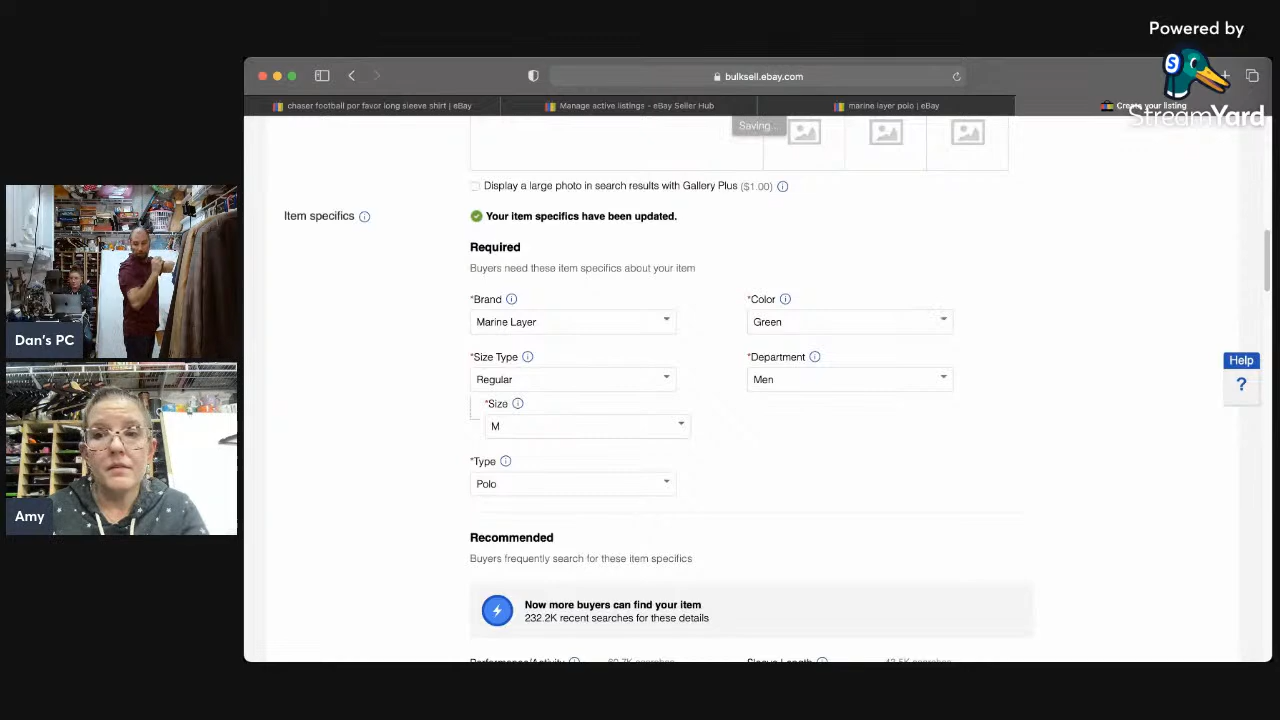 Powered by
StreamYard
bulksell.ebay.com
chaser football por favor long sleeve shirt | eBay
Manage active listings - eBay Seller Hub
marine layer polo | eBay
Create your listing
Saving...
Display a large photo in search results with Gallery Plus ($1.00)
Item specifics
Your item specifics have been updated.
Required
Buyers need these item specifics about your item
*Brand
*Color
Marine Layer
Green
*Size Type
*Department
Regular
Men
*Size
M
*Type
Polo
Recommended
Buyers frequently search for these item specifics
Now more buyers can find your item
232.2K recent searches for these details
Performance/Activity
Sleeve Length
Help
?
Dan's PC
Amy